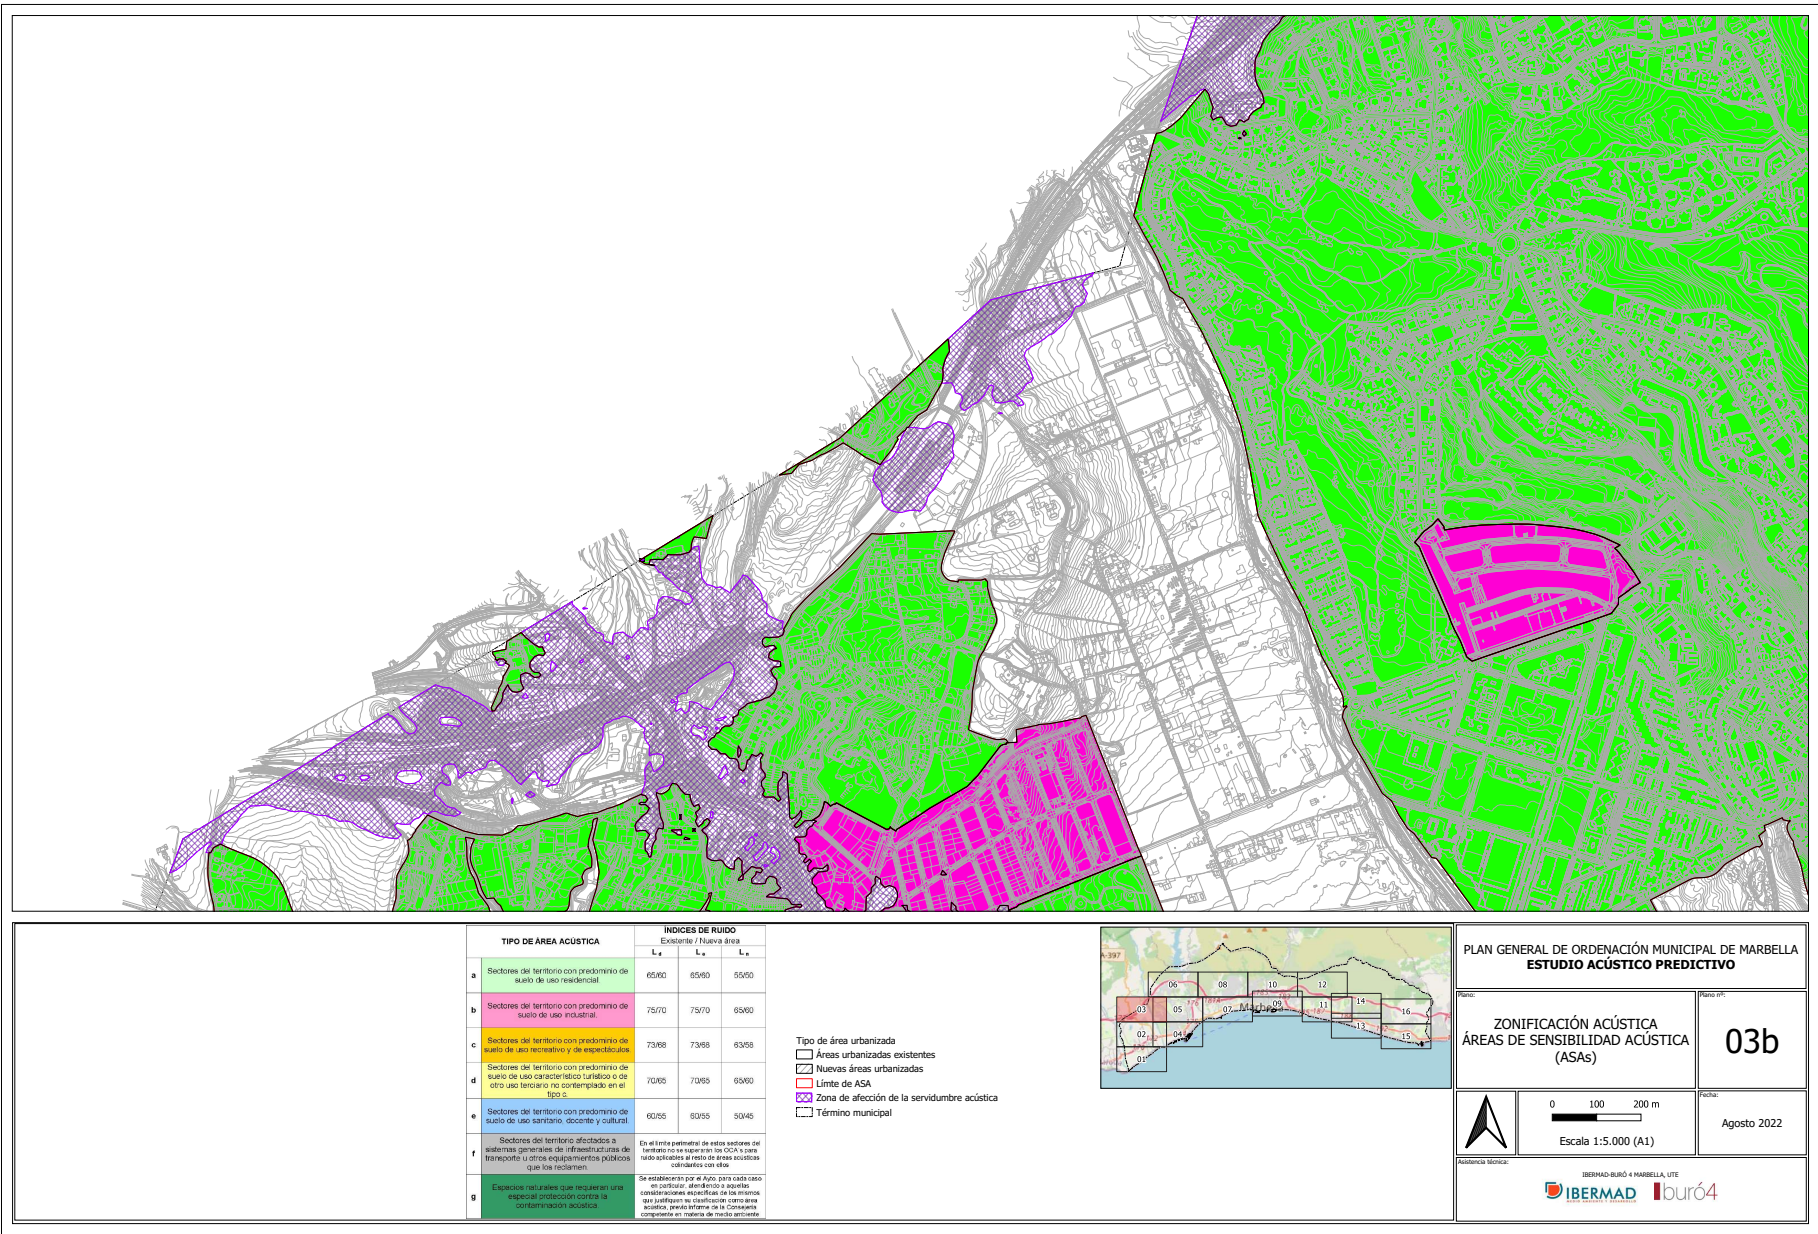 TIPO DE ÁREA ACÚSTICA
ÍNDICES DE RUIDO
Existente / Nueva área
L d
L e
L n
a
Sectores del territorio con predominio de
suelo de uso residencial.
65/60
65/60
55/50
b
Sectores del territorio con predominio de
suelo de uso industrial.
75/70
75/70
65/60
c
Sectores del territorio con predominio de
suelo de uso recreativo y de espectáculos.
73/68
73/68
63/58
d
Sectores del territorio con predominio de
suelo de uso característico turístico o de
otro uso terciario no contemplado en el
tipo c.
70/65
70/65
65/60
e
Sectores del territorio con predominio de
suelo de uso sanitario, docente y cultural.
60/55
60/55
50/45
f
Sectores del territorio afectados a
sistemas generales de infraestructuras de
transporte u otros equipamientos públicos
que los reclamen.
En el límite perimetral de estos sectores del
territorio no se superarán los OCA's para
ruido aplicables al resto de áreas acústicas
colindantes con ellos
g
Espacios naturales que requieran una
especial protección contra la
contaminación acústica.
Se establecerán por el Ayto. para cada caso
en particular, atendiendo a aquellas
consideraciones específicas de los mismos
que justifiquen su clasificación como área
acústica, previo informe de la Consejería
competente en materia de medio ambiente
Tipo de área urbanizada
Áreas urbanizadas existentes
Nuevas áreas urbanizadas
Límte de ASA
Zona de afección de la servidumbre acústica
Término municipal
A-397
06
08
10
12
03
05
07
Marbe
09
11
14
16
02
04
13
15
01
PLAN GENERAL DE ORDENACIÓN MUNICIPAL DE MARBELLA
ESTUDIO ACÚSTICO PREDICTIVO
Plano:
ZONIFICACIÓN ACÚSTICA
ÁREAS DE SENSIBILIDAD ACÚSTICA
(ASAs)
Plano nº:
03b
0 100 200 m
Escala 1:5.000 (A1)
Fecha:
Agosto 2022
Asistencia técnica:
IBERMAD-BURÓ 4 MARBELLA, UTE
IBERMAD
buró4